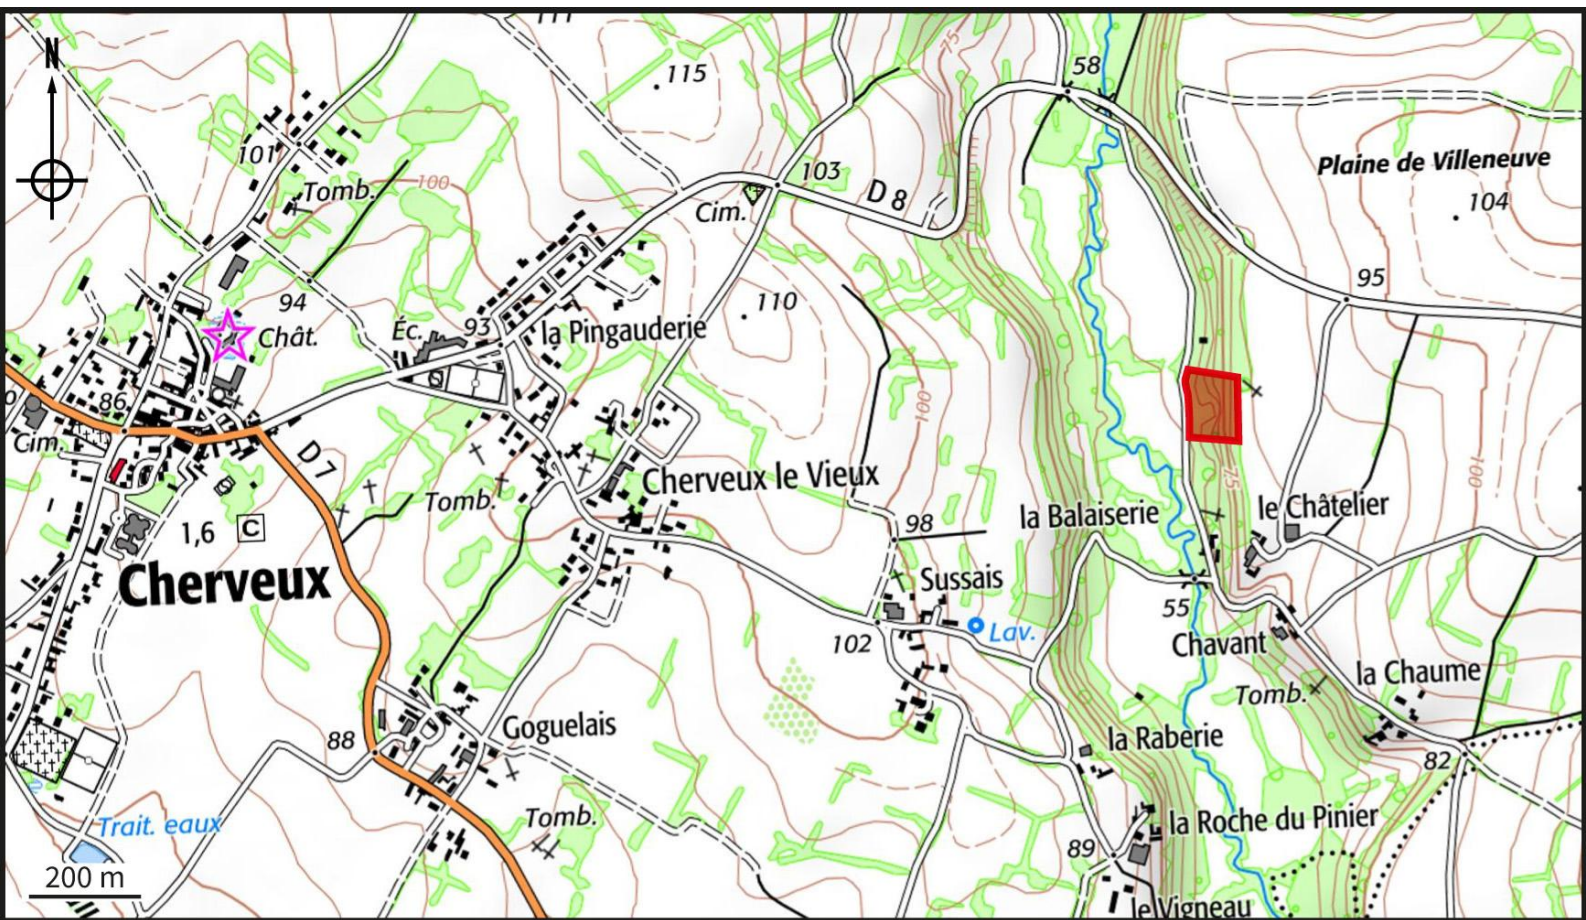 N
115
58
101
Tomb.
100
75
103
Cim.
D 8
Plaine de Villeneuve
104
94
Chât.
Éc.
93
la Pingauderie
110
95
86
Cim.
D 7
100
Tomb.
Cherveux le Vieux
75
100
1,6
C
98
la Balaiserie
le Châtelier
Cherveux
Sussais
55
102
Lav.
Chavant
Tomb.
la Chaume
88
Goguelais
la Raberie
82
Trait. eaux
Tomb.
la Roche du Pinier
89
200 m
le Vigneau